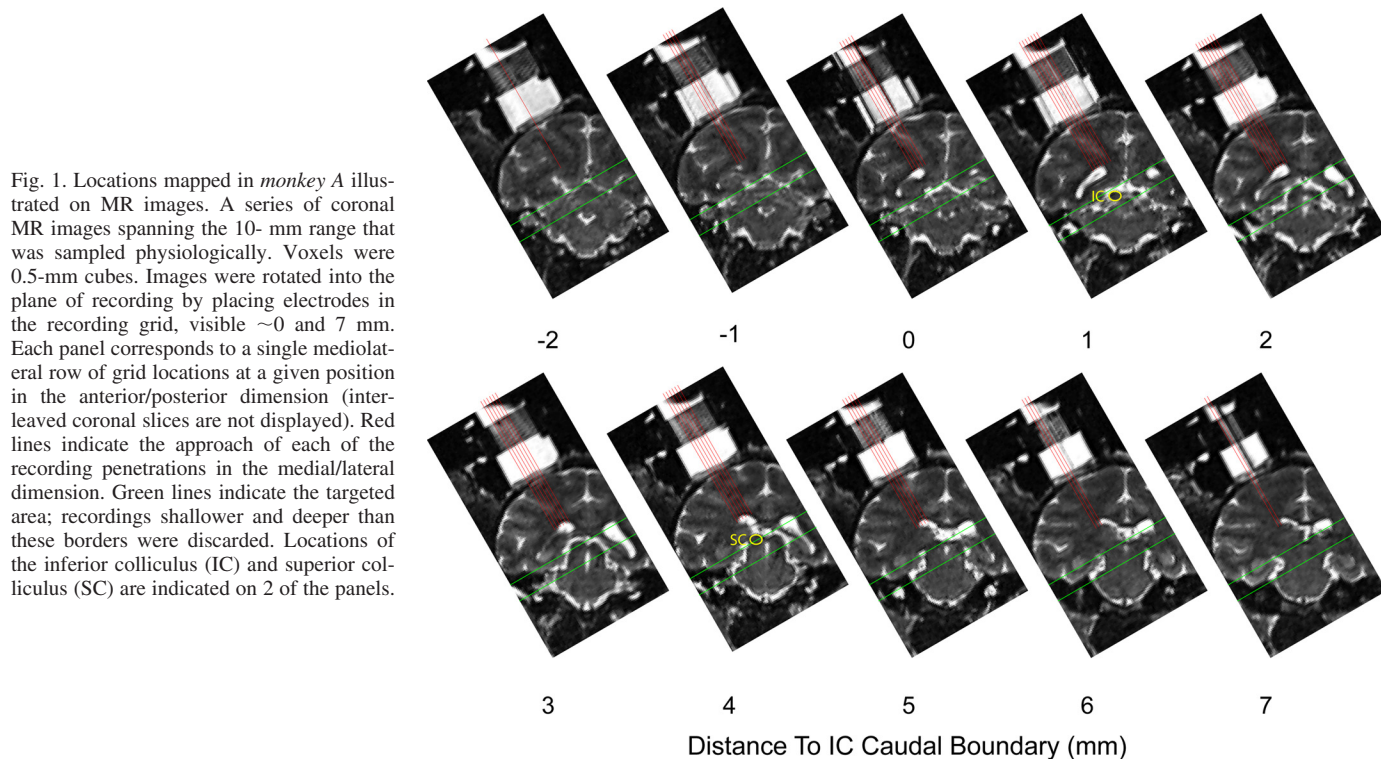 Fig. 1. Locations mapped in monkey A illus-
trated on MR images. A series of coronal
MR images spanning the 10- mm range that
was sampled physiologically. Voxels were
0.5-mm cubes. Images were rotated into the
plane of recording by placing electrodes in
the recording grid, visible ~0 and 7 mm.
Each panel corresponds to a single mediolat-
eral row of grid locations at a given position
in the anterior/posterior dimension (inter-
leaved coronal slices are not displayed). Red
lines indicate the approach of each of the
recording penetrations in the medial/lateral
dimension. Green lines indicate the targeted
area; recordings shallower and deeper than
these borders were discarded. Locations of
the inferior colliculus (IC) and superior col-
liculus (SC) are indicated on 2 of the panels.
IC
-2 -1 0 1 2
SC
3 4 5 6 7
Distance To IC Caudal Boundary (mm)